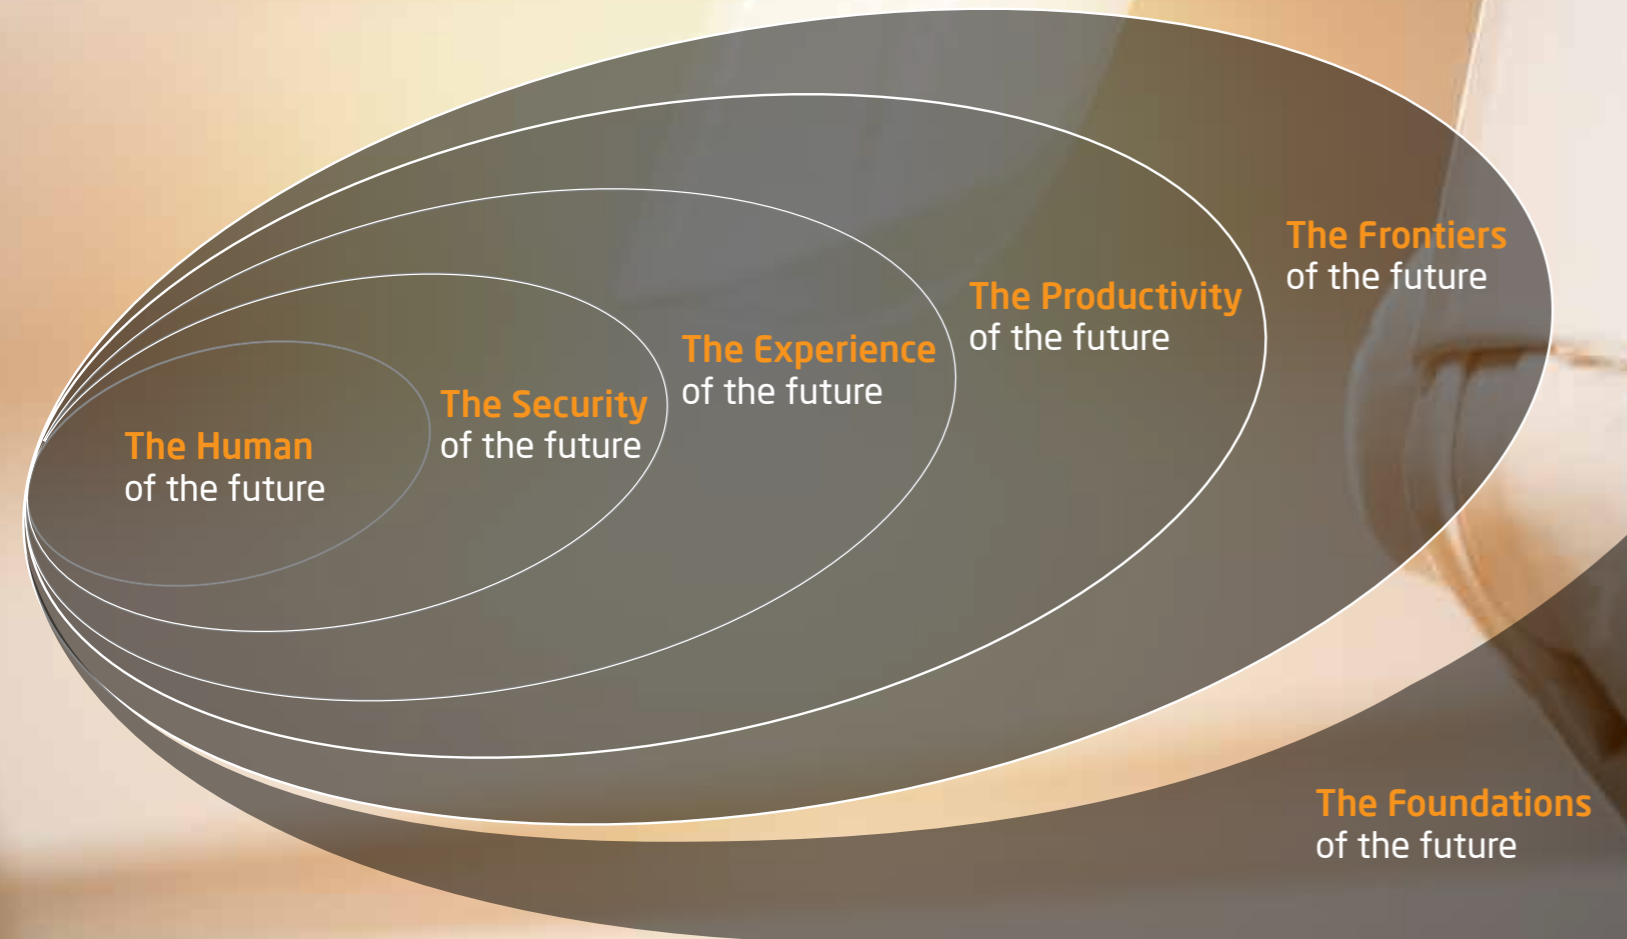 The Human
of the future
The Security
of the future
The Experience
of the future
The Productivity
of the future
The Frontiers
of the future
The Foundations
of the future